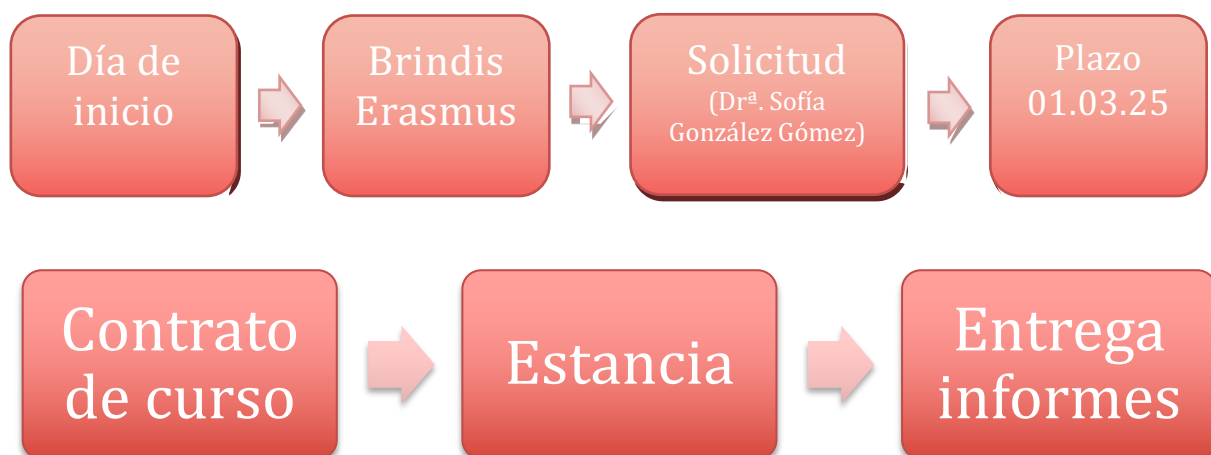 Día de
inicio
Brindis
Erasmus
Solicitud
(Drª. Sofía
González Gómez)
Plazo
01.03.25
Contrato
de curso
Estancia
Entrega
informes